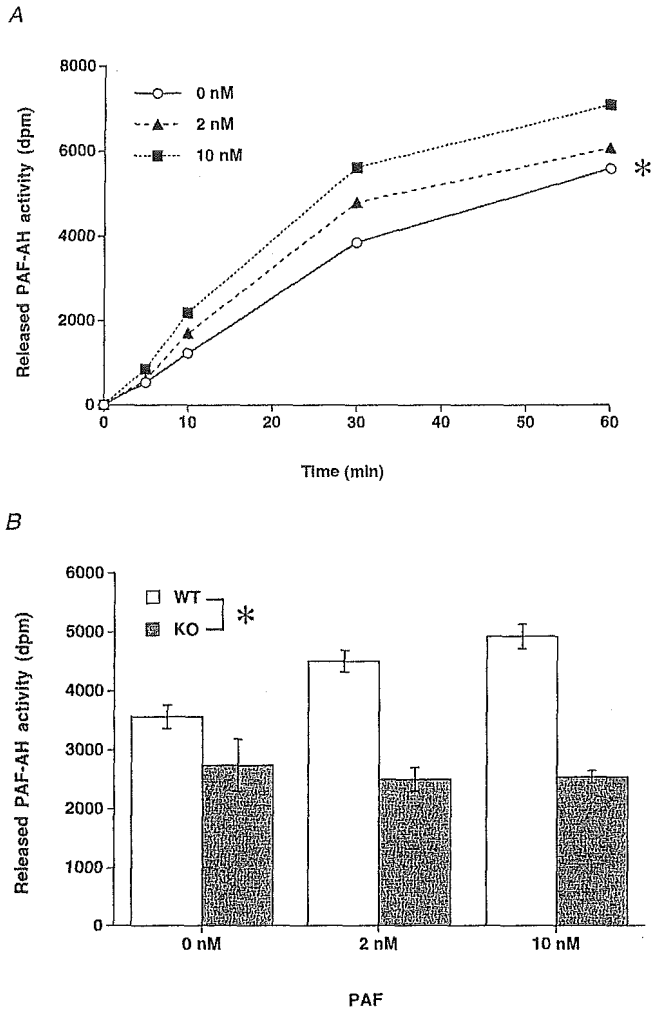 A
Released PAF-AH activity (dpm)
8000
6000
4000
2000
0
0 nM
2 nM
10 nM
*
0 10 20 30 40 50 60
Time (min)
B
Released PAF-AH activity (dpm)
6000
5000
4000
3000
2000
1000
0
WT
KO
*
0 nM 2 nM 10 nM
PAF